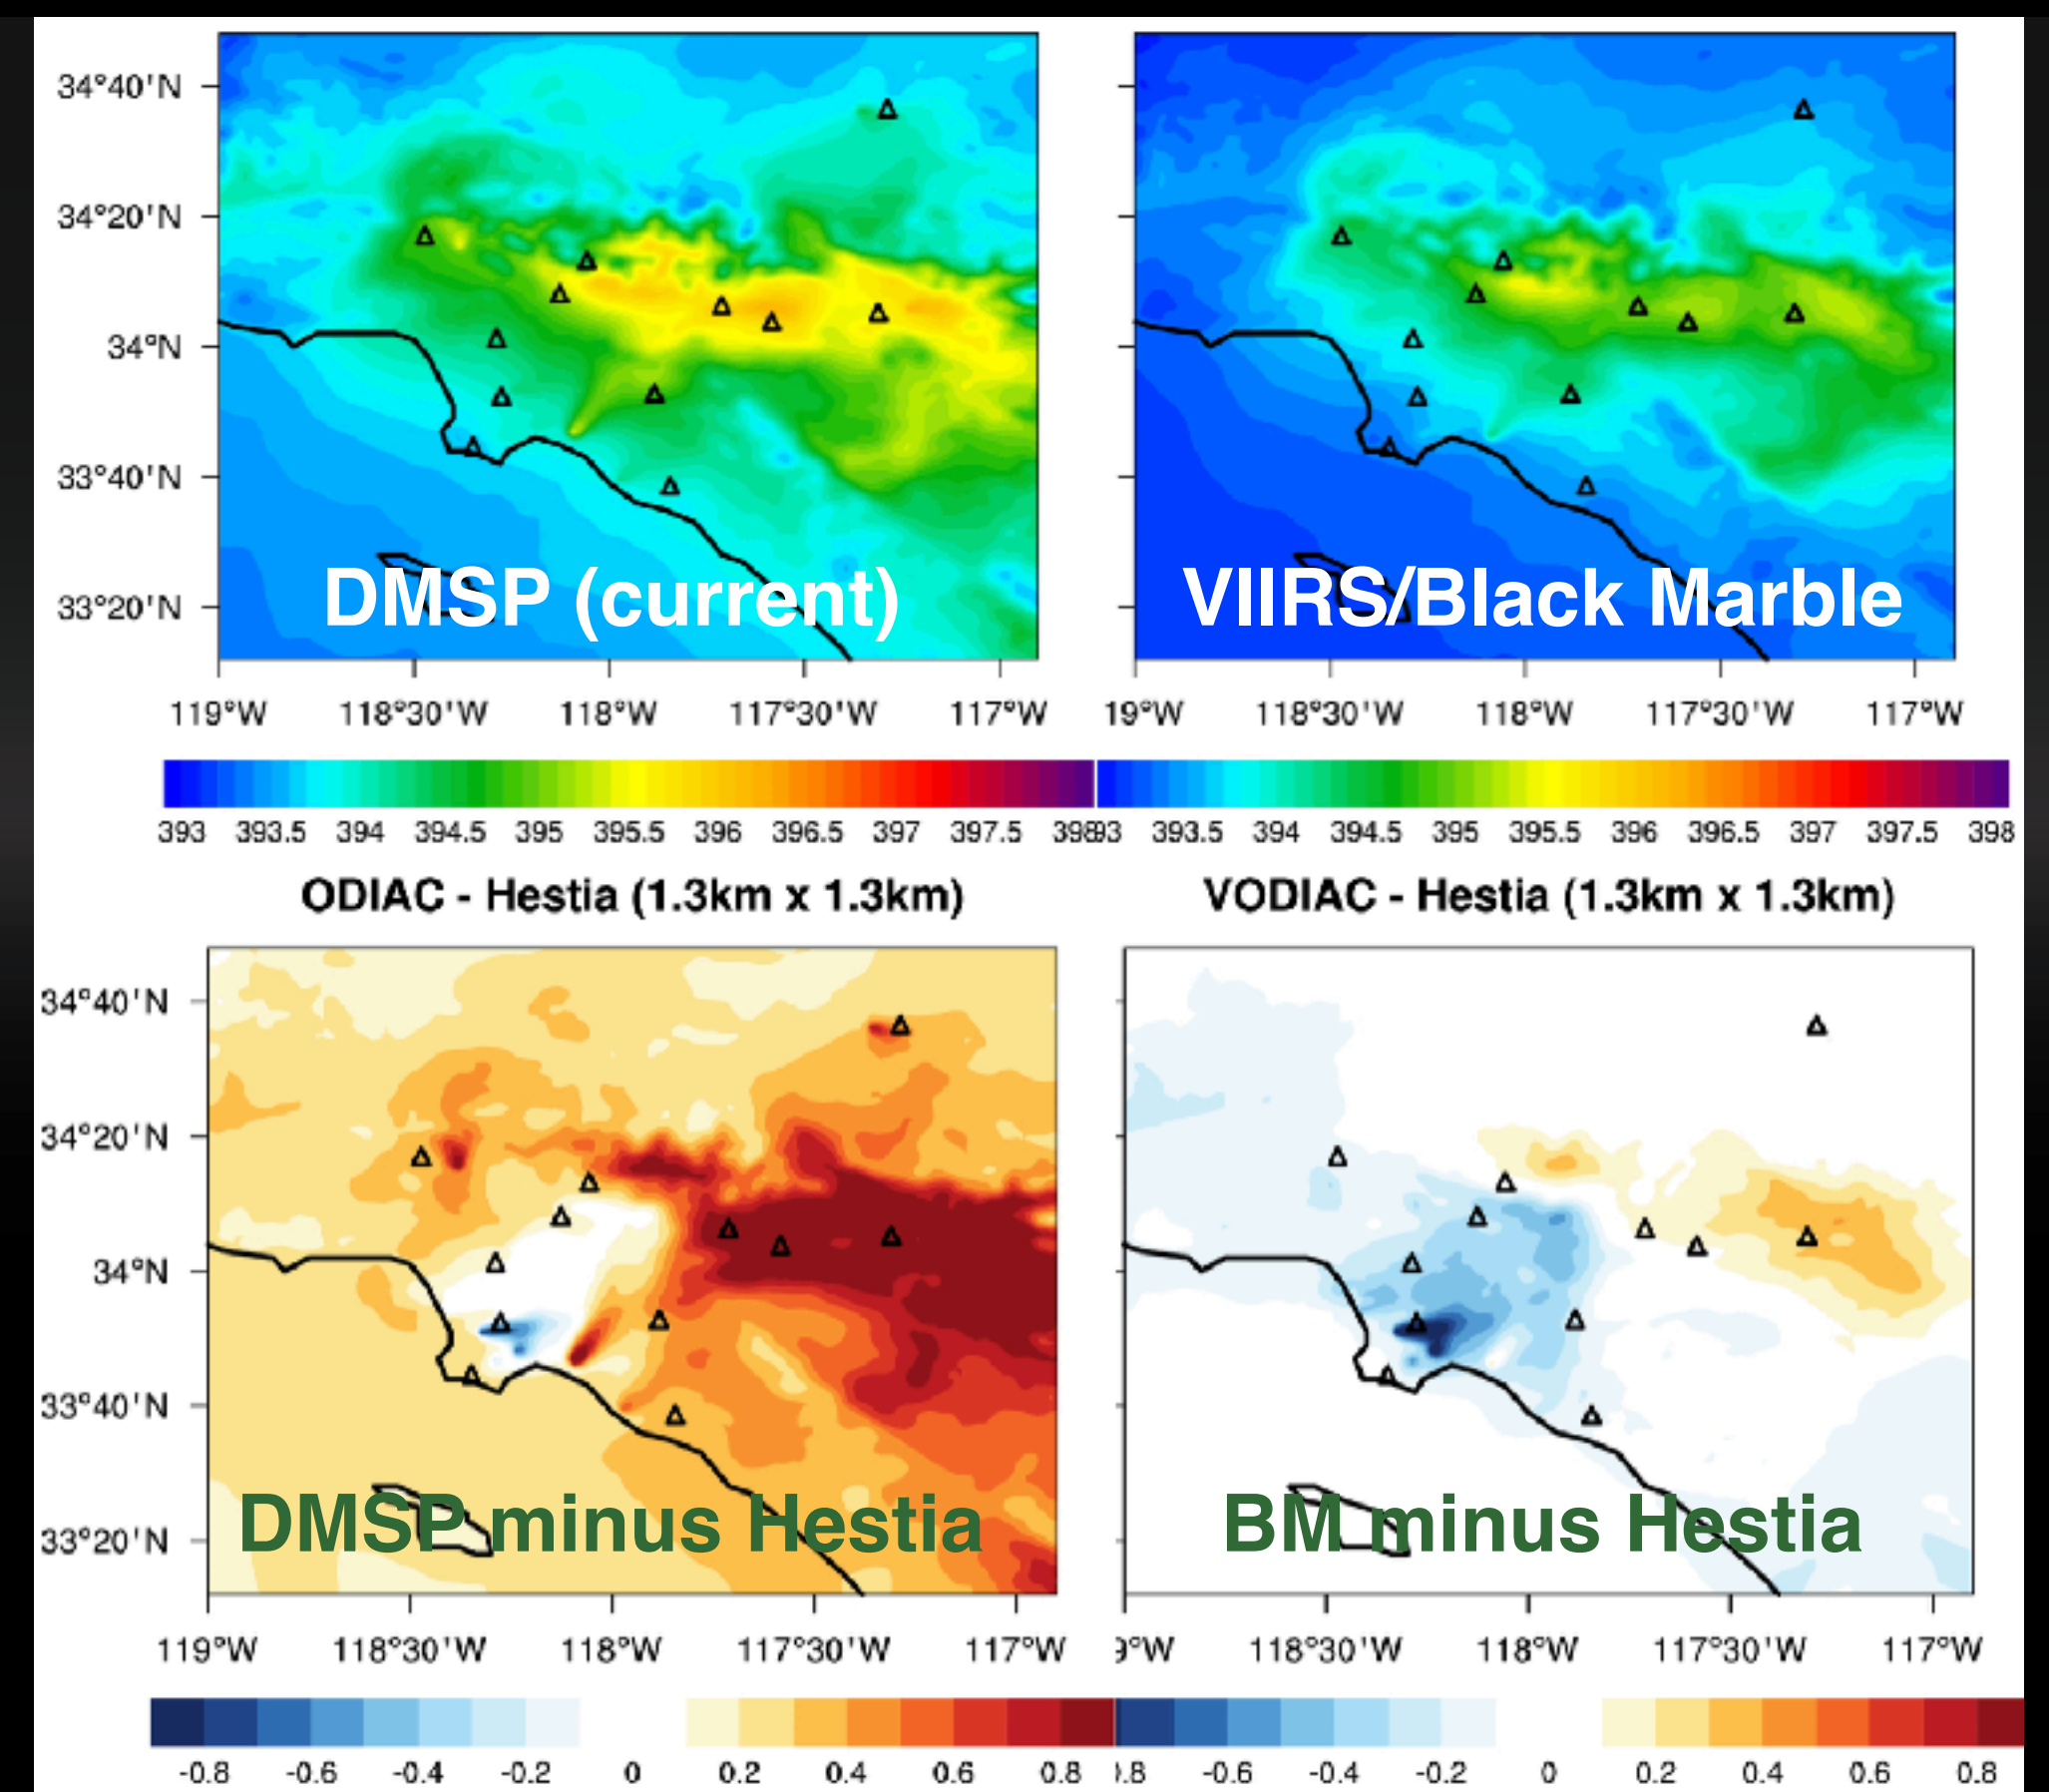 34°40'N
34°20'N
34°N
33°40'N
33°20'N
DMSP (current)
VIIRS/Black Marble
119°W 118°30'W 118°W 117°30'W 117°W
19°W 118°30'W 118°W 117°30'W 117°W
393 393.5 394 394.5 395 395.5 396 396.5 397 397.5 398
93 393.5 394 394.5 395 395.5 396 396.5 397 397.5 398
ODIAC - Hestia (1.3km x 1.3km)
VODIAC - Hestia (1.3km x 1.3km)
34°40'N
34°20'N
34°N
33°40'N
33°20'N
DMSP minus Hestia
BM minus Hestia
119°W 118°30'W 118°W 117°30'W 117°W
9°W 118°30'W 118°W 117°30'W 117°W
-0.8 -0.6 -0.4 -0.2 0 0.2 0.4 0.6 0.8
.8 -0.6 -0.4 -0.2 0 0.2 0.4 0.6 0.8